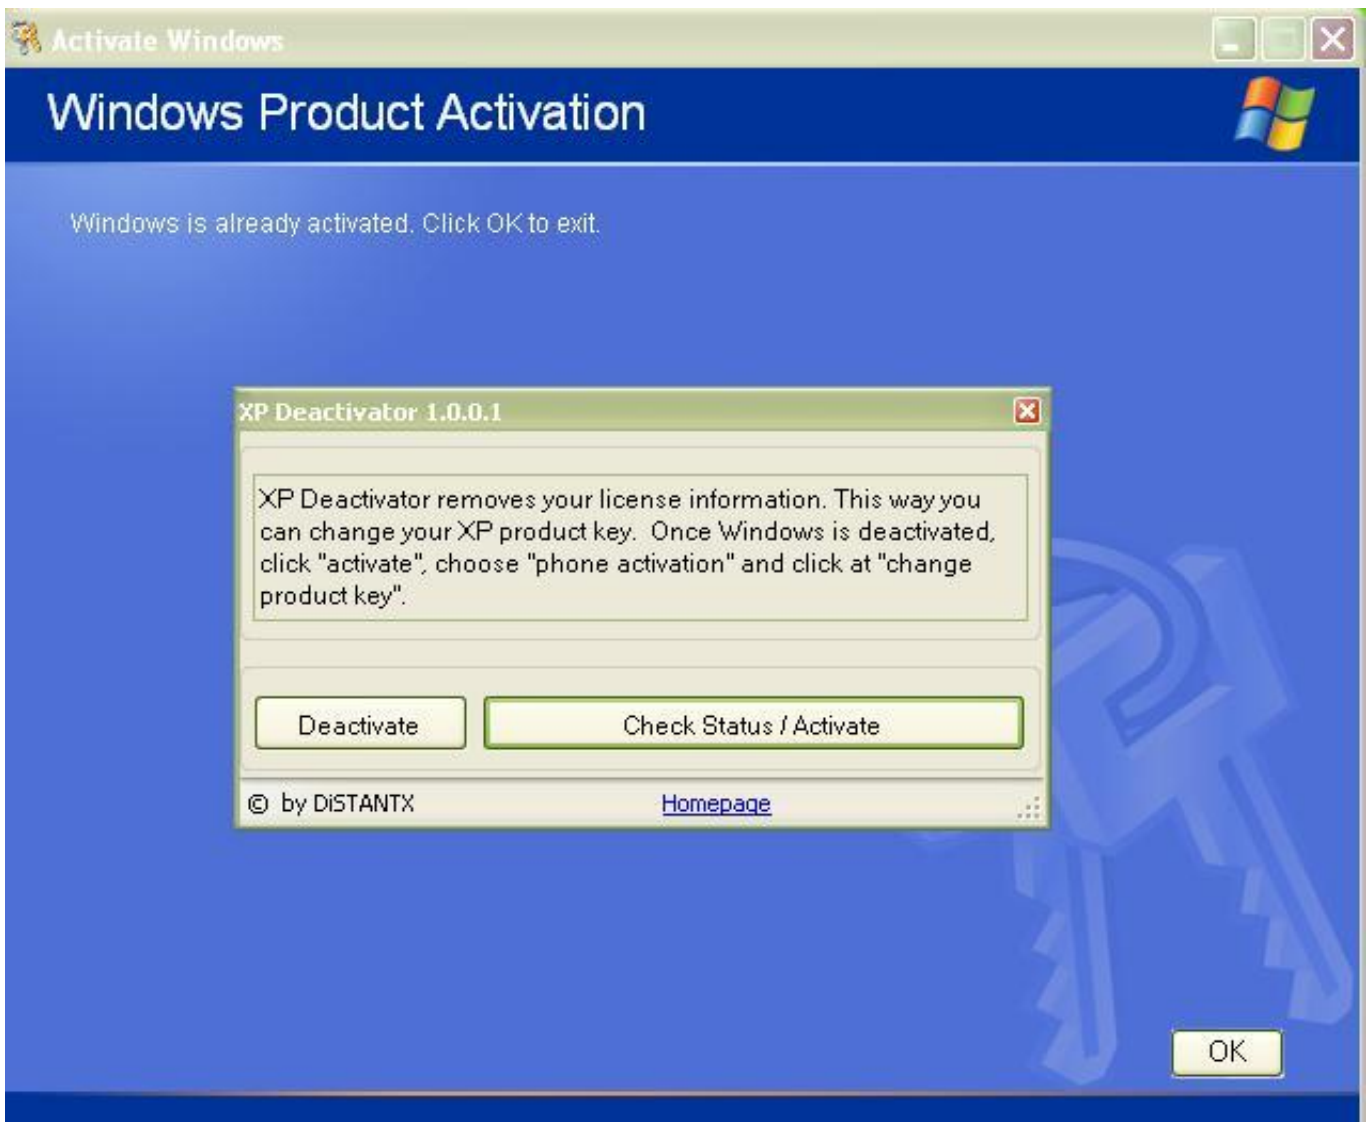 Activate Windows
Windows Product Activation
Windows is already activated. Click OK to exit.
XP Deactivator 1.0.0.1
XP Deactivator removes your license information. This way you
can change your XP product key.  Once Windows is deactivated,
click "activate", choose "phone activation" and click at "change
product key".
Deactivate
Check Status / Activate
© by DiSTANTX
Homepage
OK